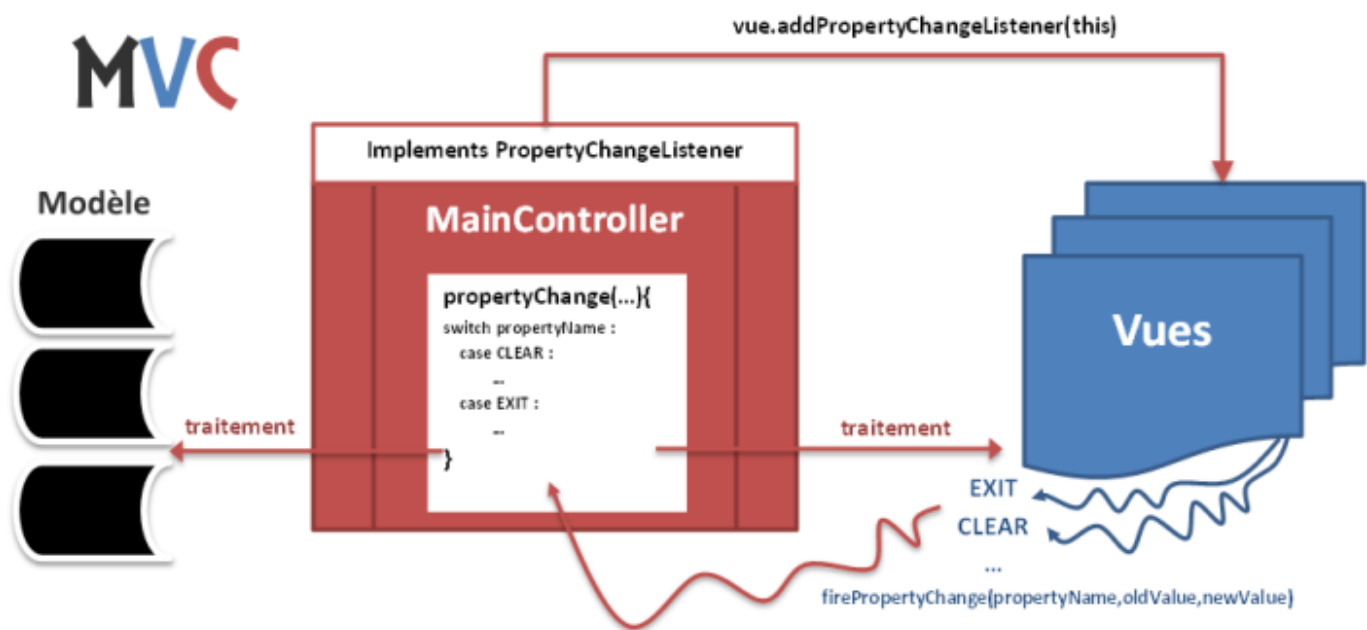 MVC
vue.addPropertyChangeListener(this)
Implements PropertyChangeListener
Modèle
MainController
propertyChange(...){
switch propertyName :
case CLEAR :
...
case EXIT :
...
}
traitement
traitement
Vues
EXIT
CLEAR
...
firePropertyChange(propertyName,oldValue,newValue)